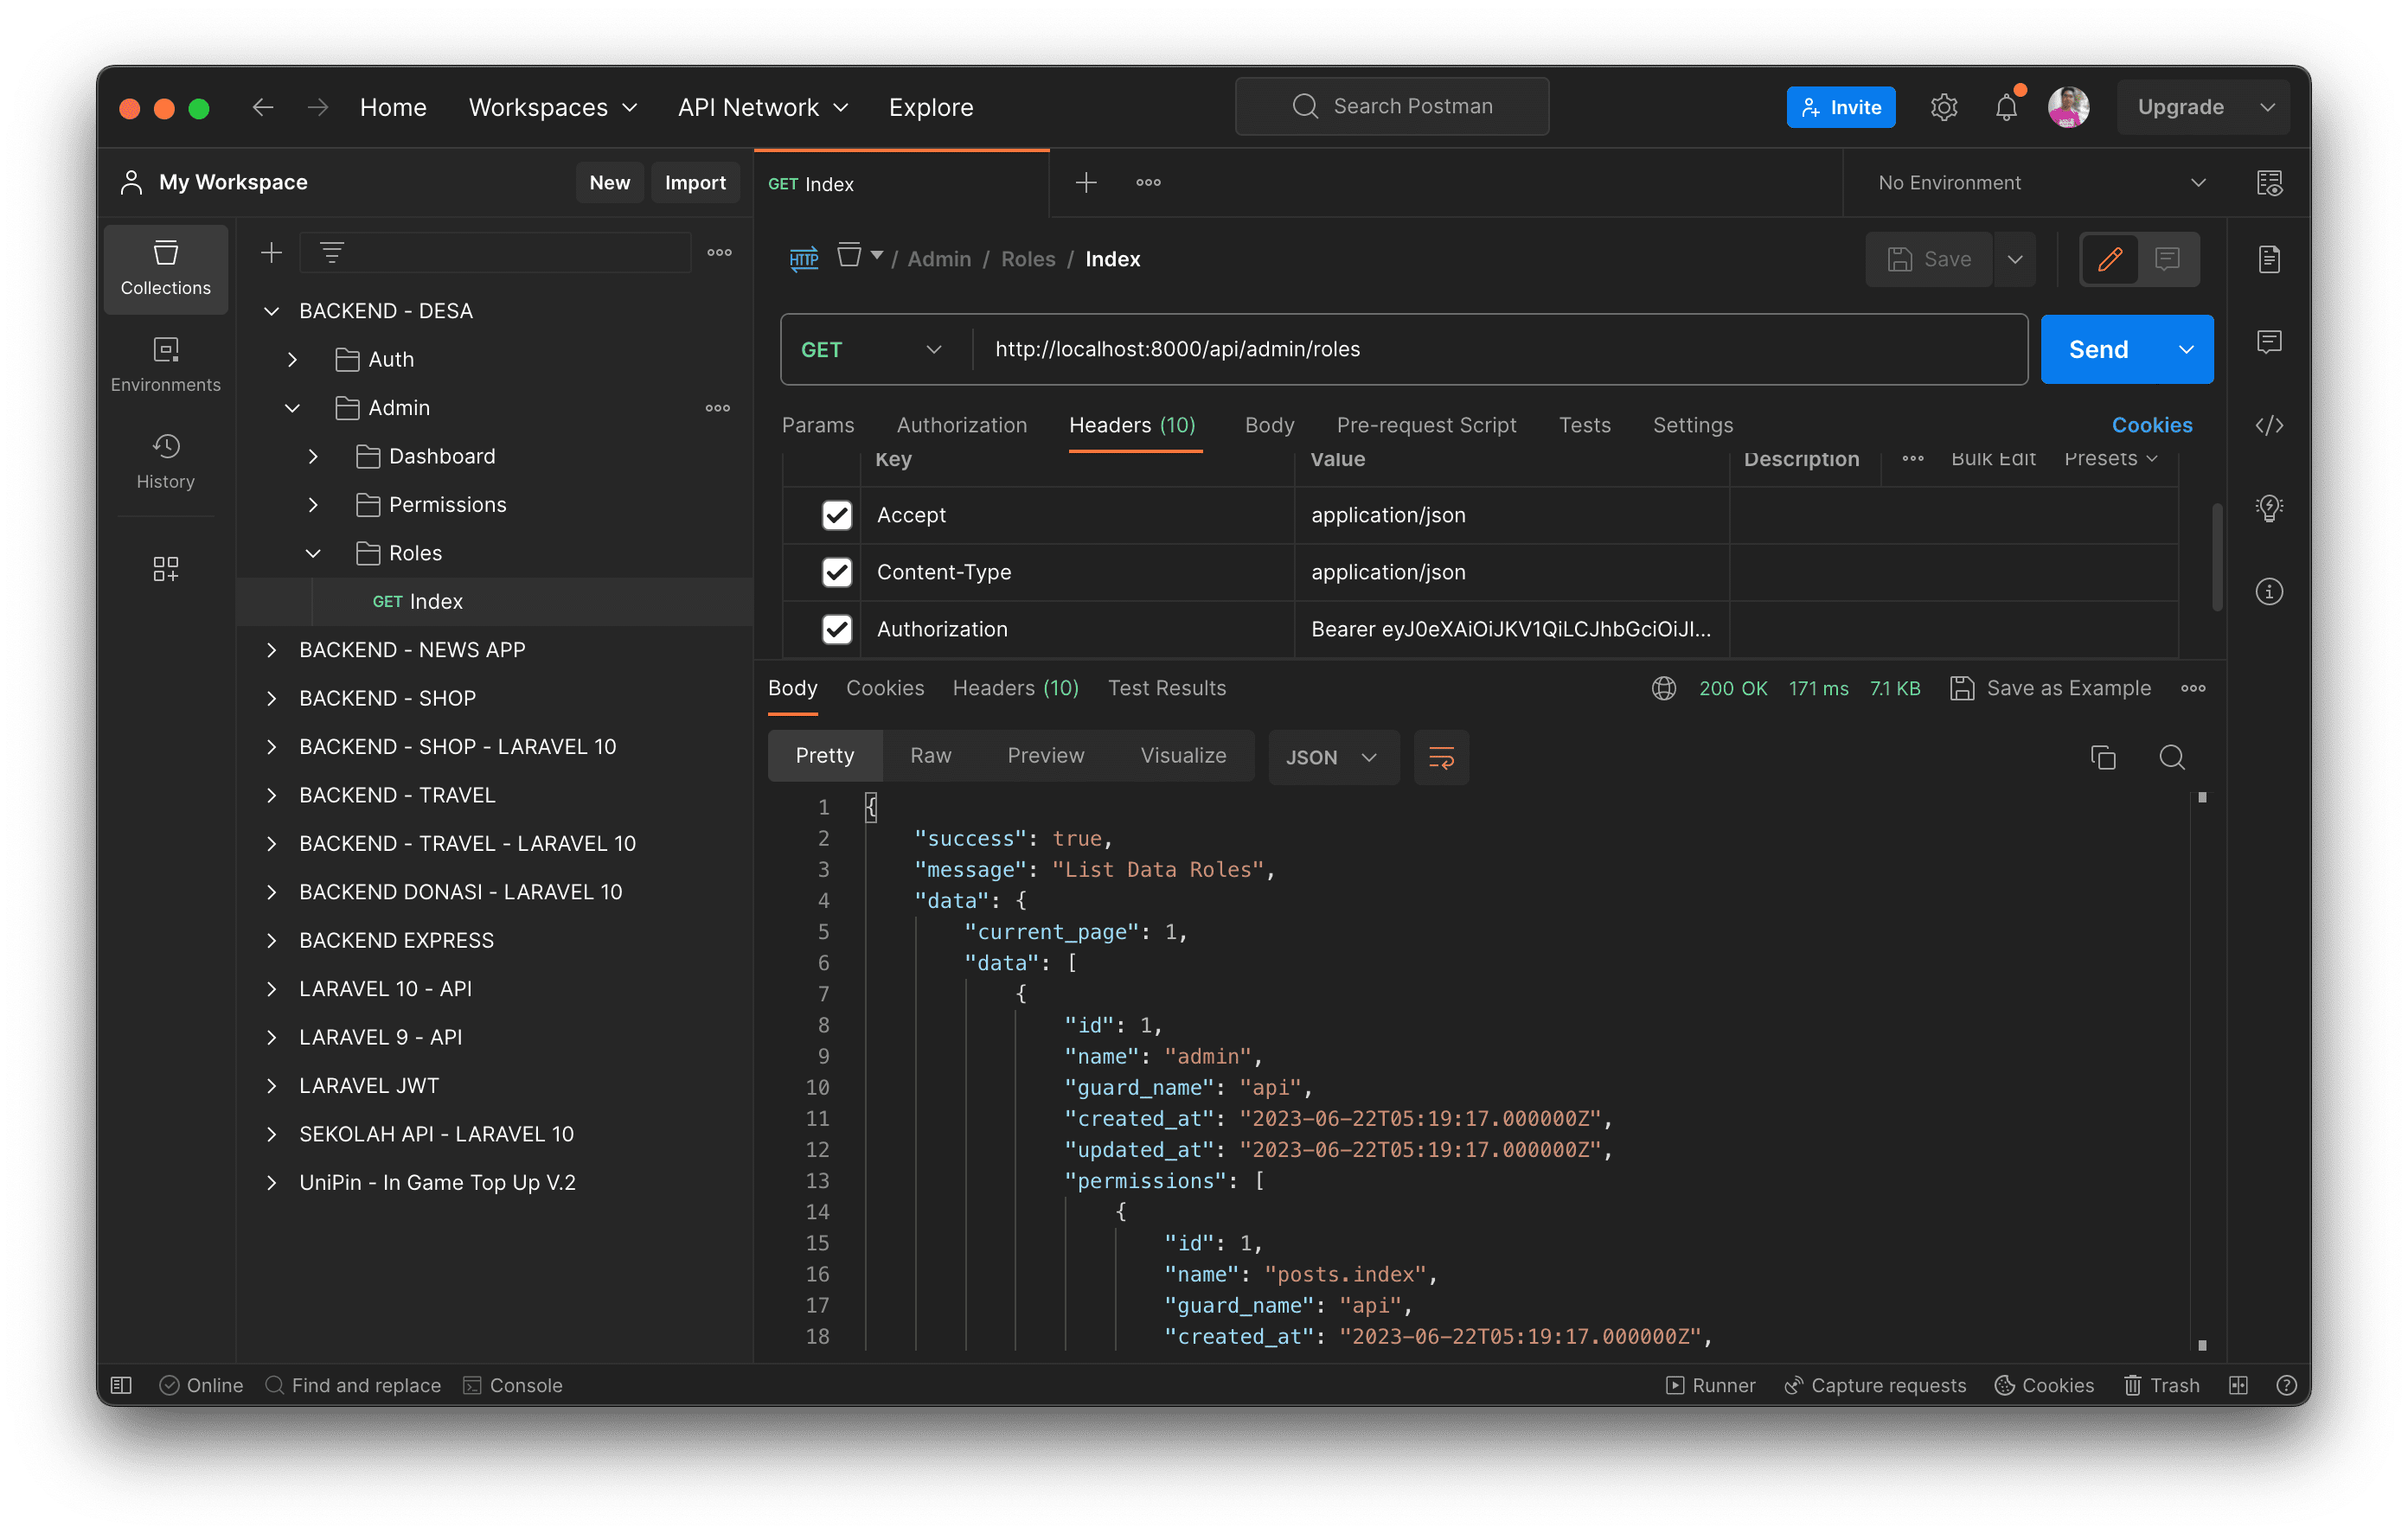 Home Workspaces API Network Explore Search Postman Invite Upgrade
My Workspace New Import GET Index No Environment
Collections
Environments
History
BACKEND - DESA
Auth
Admin
Dashboard
Permissions
Roles
GET Index
BACKEND - NEWS APP
BACKEND - SHOP
BACKEND - SHOP - LARAVEL 10
BACKEND - TRAVEL
BACKEND - TRAVEL - LARAVEL 10
BACKEND DONASI - LARAVEL 10
BACKEND EXPRESS
LARAVEL 10 - API
LARAVEL 9 - API
LARAVEL JWT
SEKOLAH API - LARAVEL 10
UniPin - In Game Top Up V.2
HTTP / Admin / Roles / Index Save
GET http://localhost:8000/api/admin/roles Send
Params Authorization Headers (10) Body Pre-request Script Tests Settings Cookies
Key Value Description Bulk Edit Presets
Accept application/json
Content-Type application/json
Authorization Bearer eyJ0eXAiOiJKV1QiLCJhbGciOiJI...
Body Cookies Headers (10) Test Results 200 OK 171 ms 7.1 KB Save as Example
Pretty Raw Preview Visualize JSON
1 {
2 "success": true,
3 "message": "List Data Roles",
4 "data": {
5 "current_page": 1,
6 "data": [
7 {
8 "id": 1,
9 "name": "admin",
10 "guard_name": "api",
11 "created_at": "2023-06-22T05:19:17.000000Z",
12 "updated_at": "2023-06-22T05:19:17.000000Z",
13 "permissions": [
14 {
15 "id": 1,
16 "name": "posts.index",
17 "guard_name": "api",
18 "created_at": "2023-06-22T05:19:17.000000Z",
Online Find and replace Console Runner Capture requests Cookies Trash